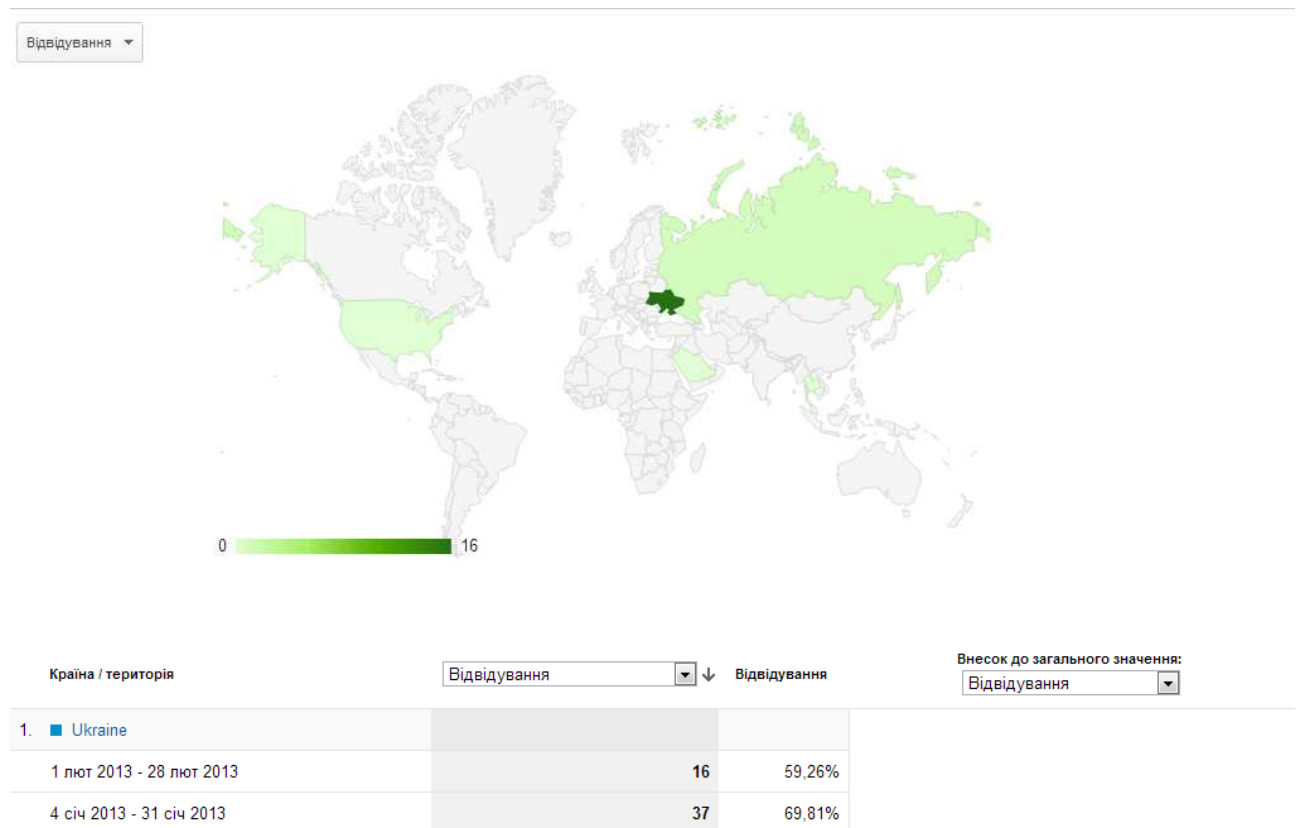 Відвідування
0 16
Країна / територія Відвідування Відвідування Внесок до загального значення:
Відвідування
1. Ukraine
1 лют 2013 - 28 лют 2013 16 59,26%
4 січ 2013 - 31 січ 2013 37 69,81%